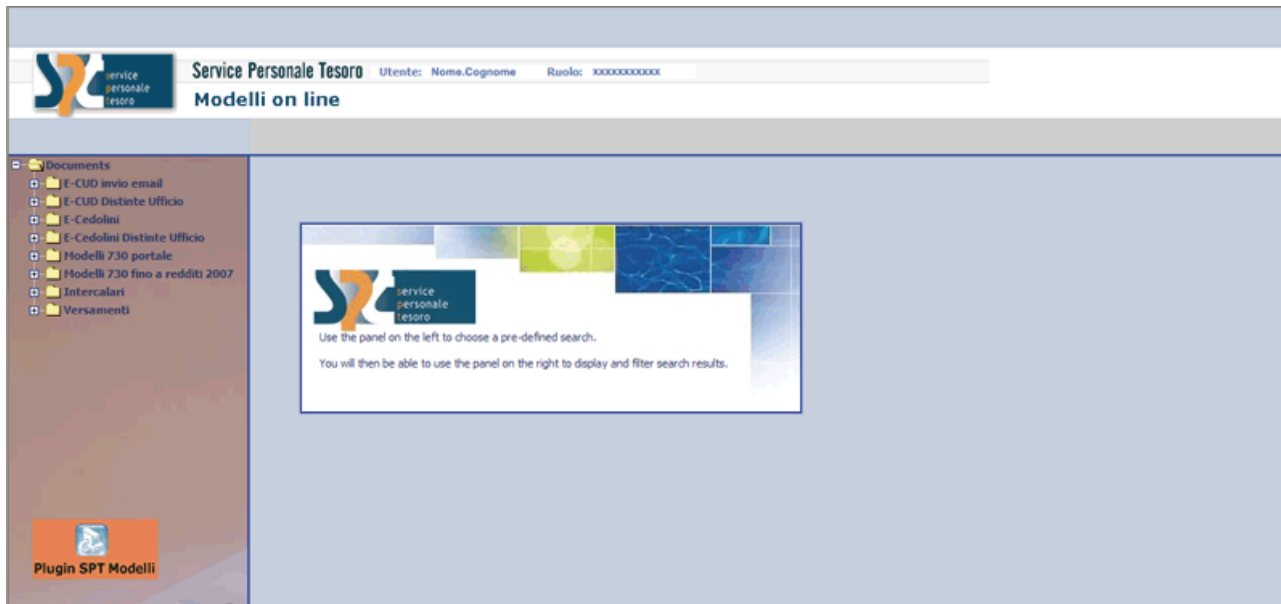 service
personale
tesoro
Service Personale Tesoro Utente: Nome.Cognome Ruolo: xxxxxxxxxxx
Modelli on line
Documents
E-CUD invio email
E-CUD Distinte Ufficio
E-Cedolini
E-Cedolini Distinte Ufficio
Modelli 730 portale
Modelli 730 fino a redditi 2007
Intercalari
Versamenti
service
personale
tesoro
Use the panel on the left to choose a pre-defined search.
You will then be able to use the panel on the right to display and filter search results.
Plugin SPT Modelli